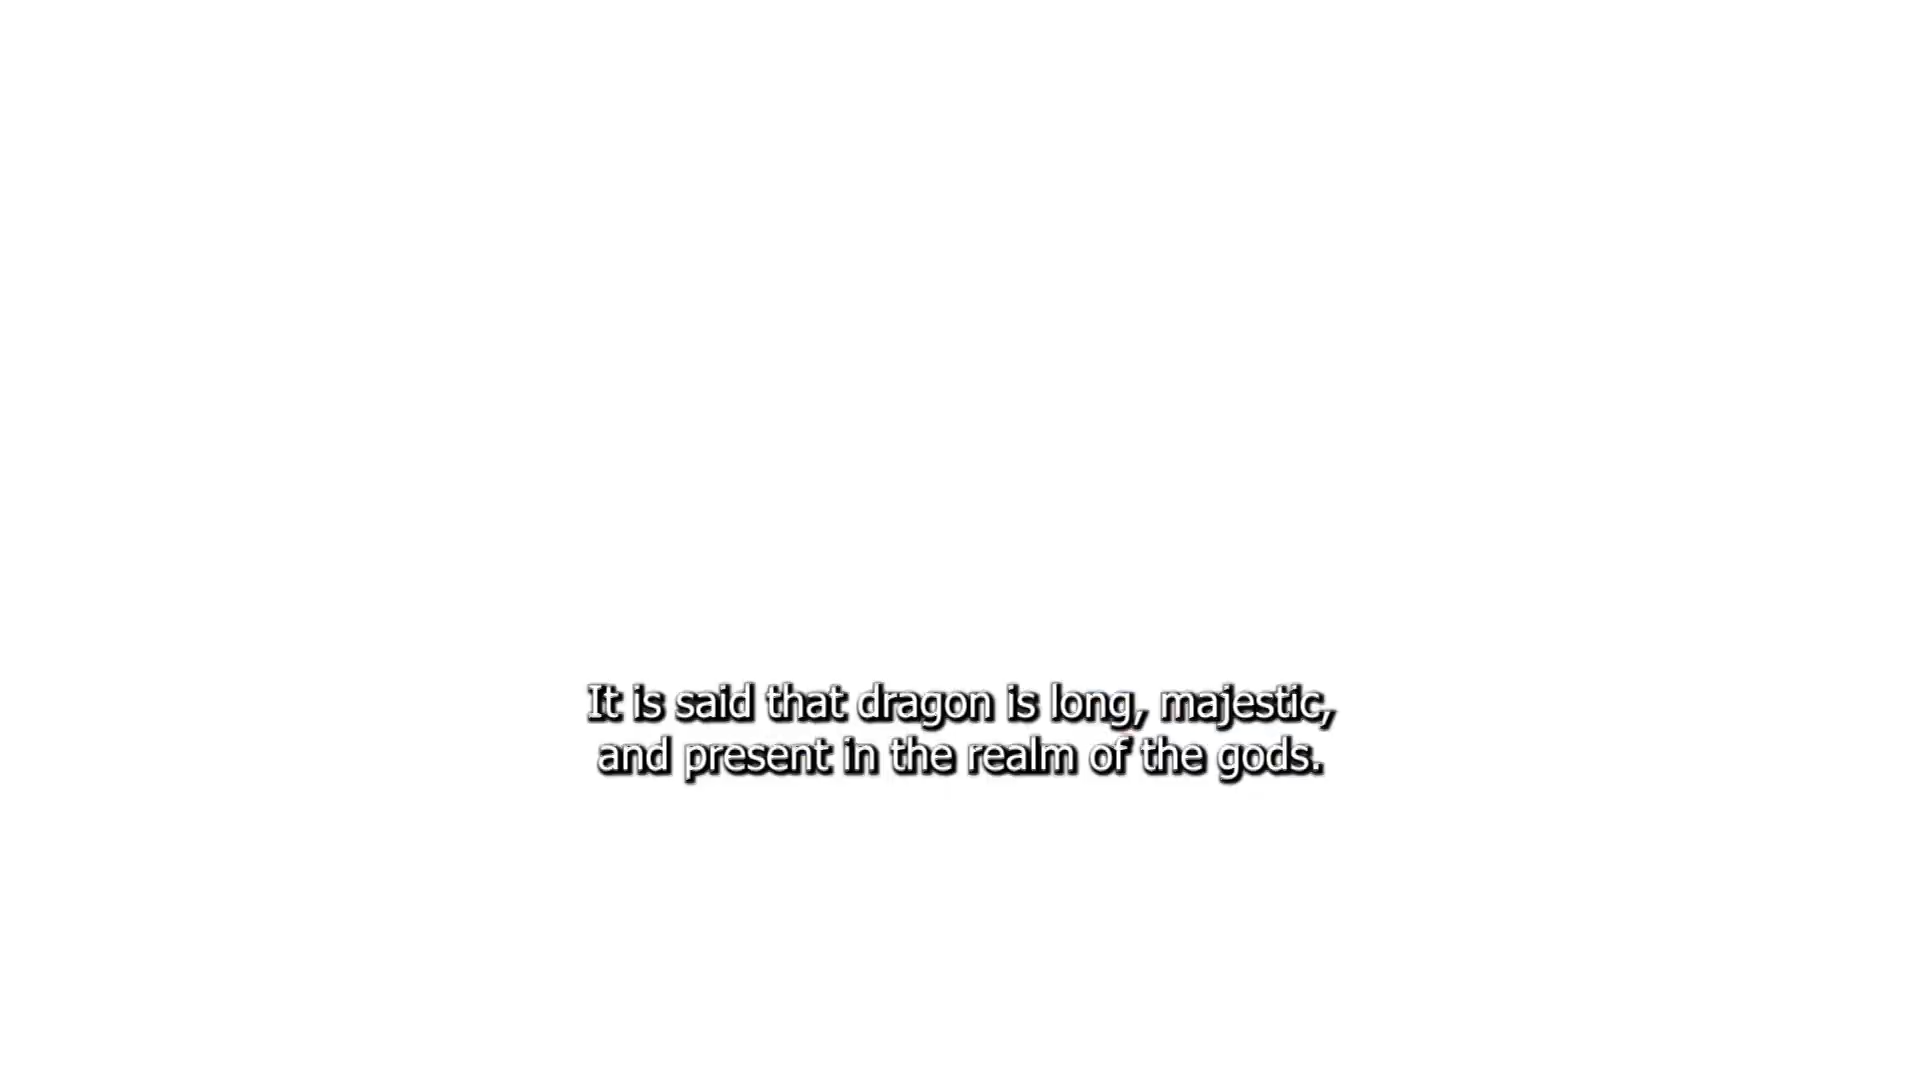 It is said that dragon is long, majestic,
and present in the realm of the gods.